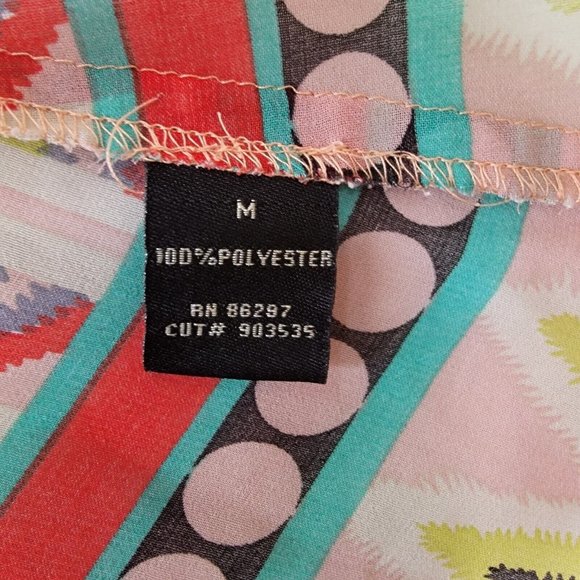 M
100%POLYESTER
RN 86297
CUT# 903535